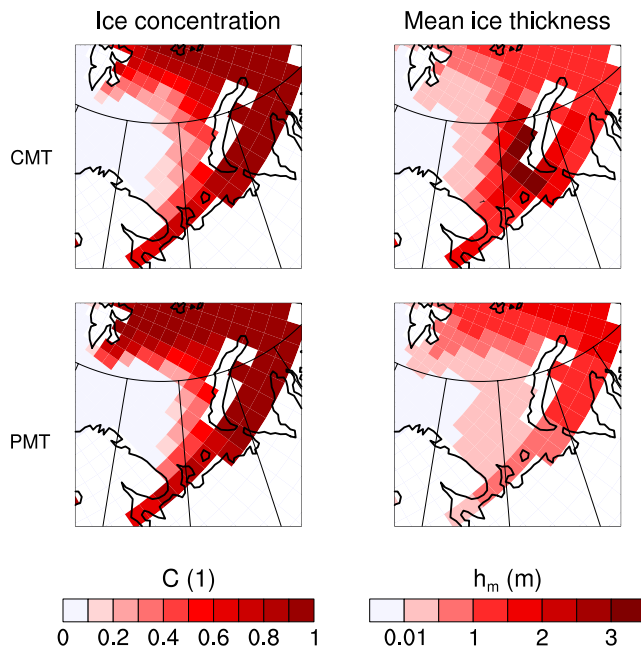 Ice concentration
Mean ice thickness
CMT
PMT
C (1)
h_m (m)
0 0.2 0.4 0.6 0.8 1
0.01 1 2 3